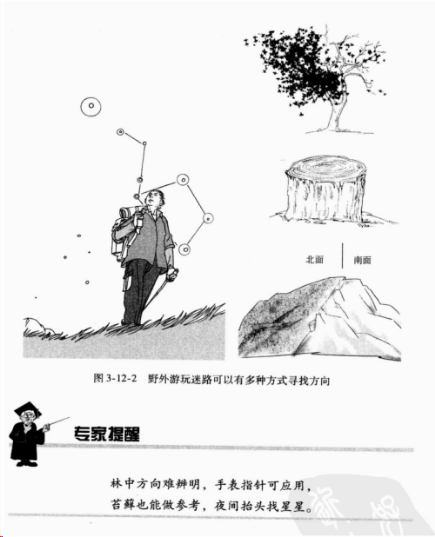 北面 南面
图 3-12-2 野外游玩迷路可以有多种方式寻找方向
专家提醒
林中方向难辨明，手表指针可应用，
苔藓也能做参考，夜间抬头找星星。